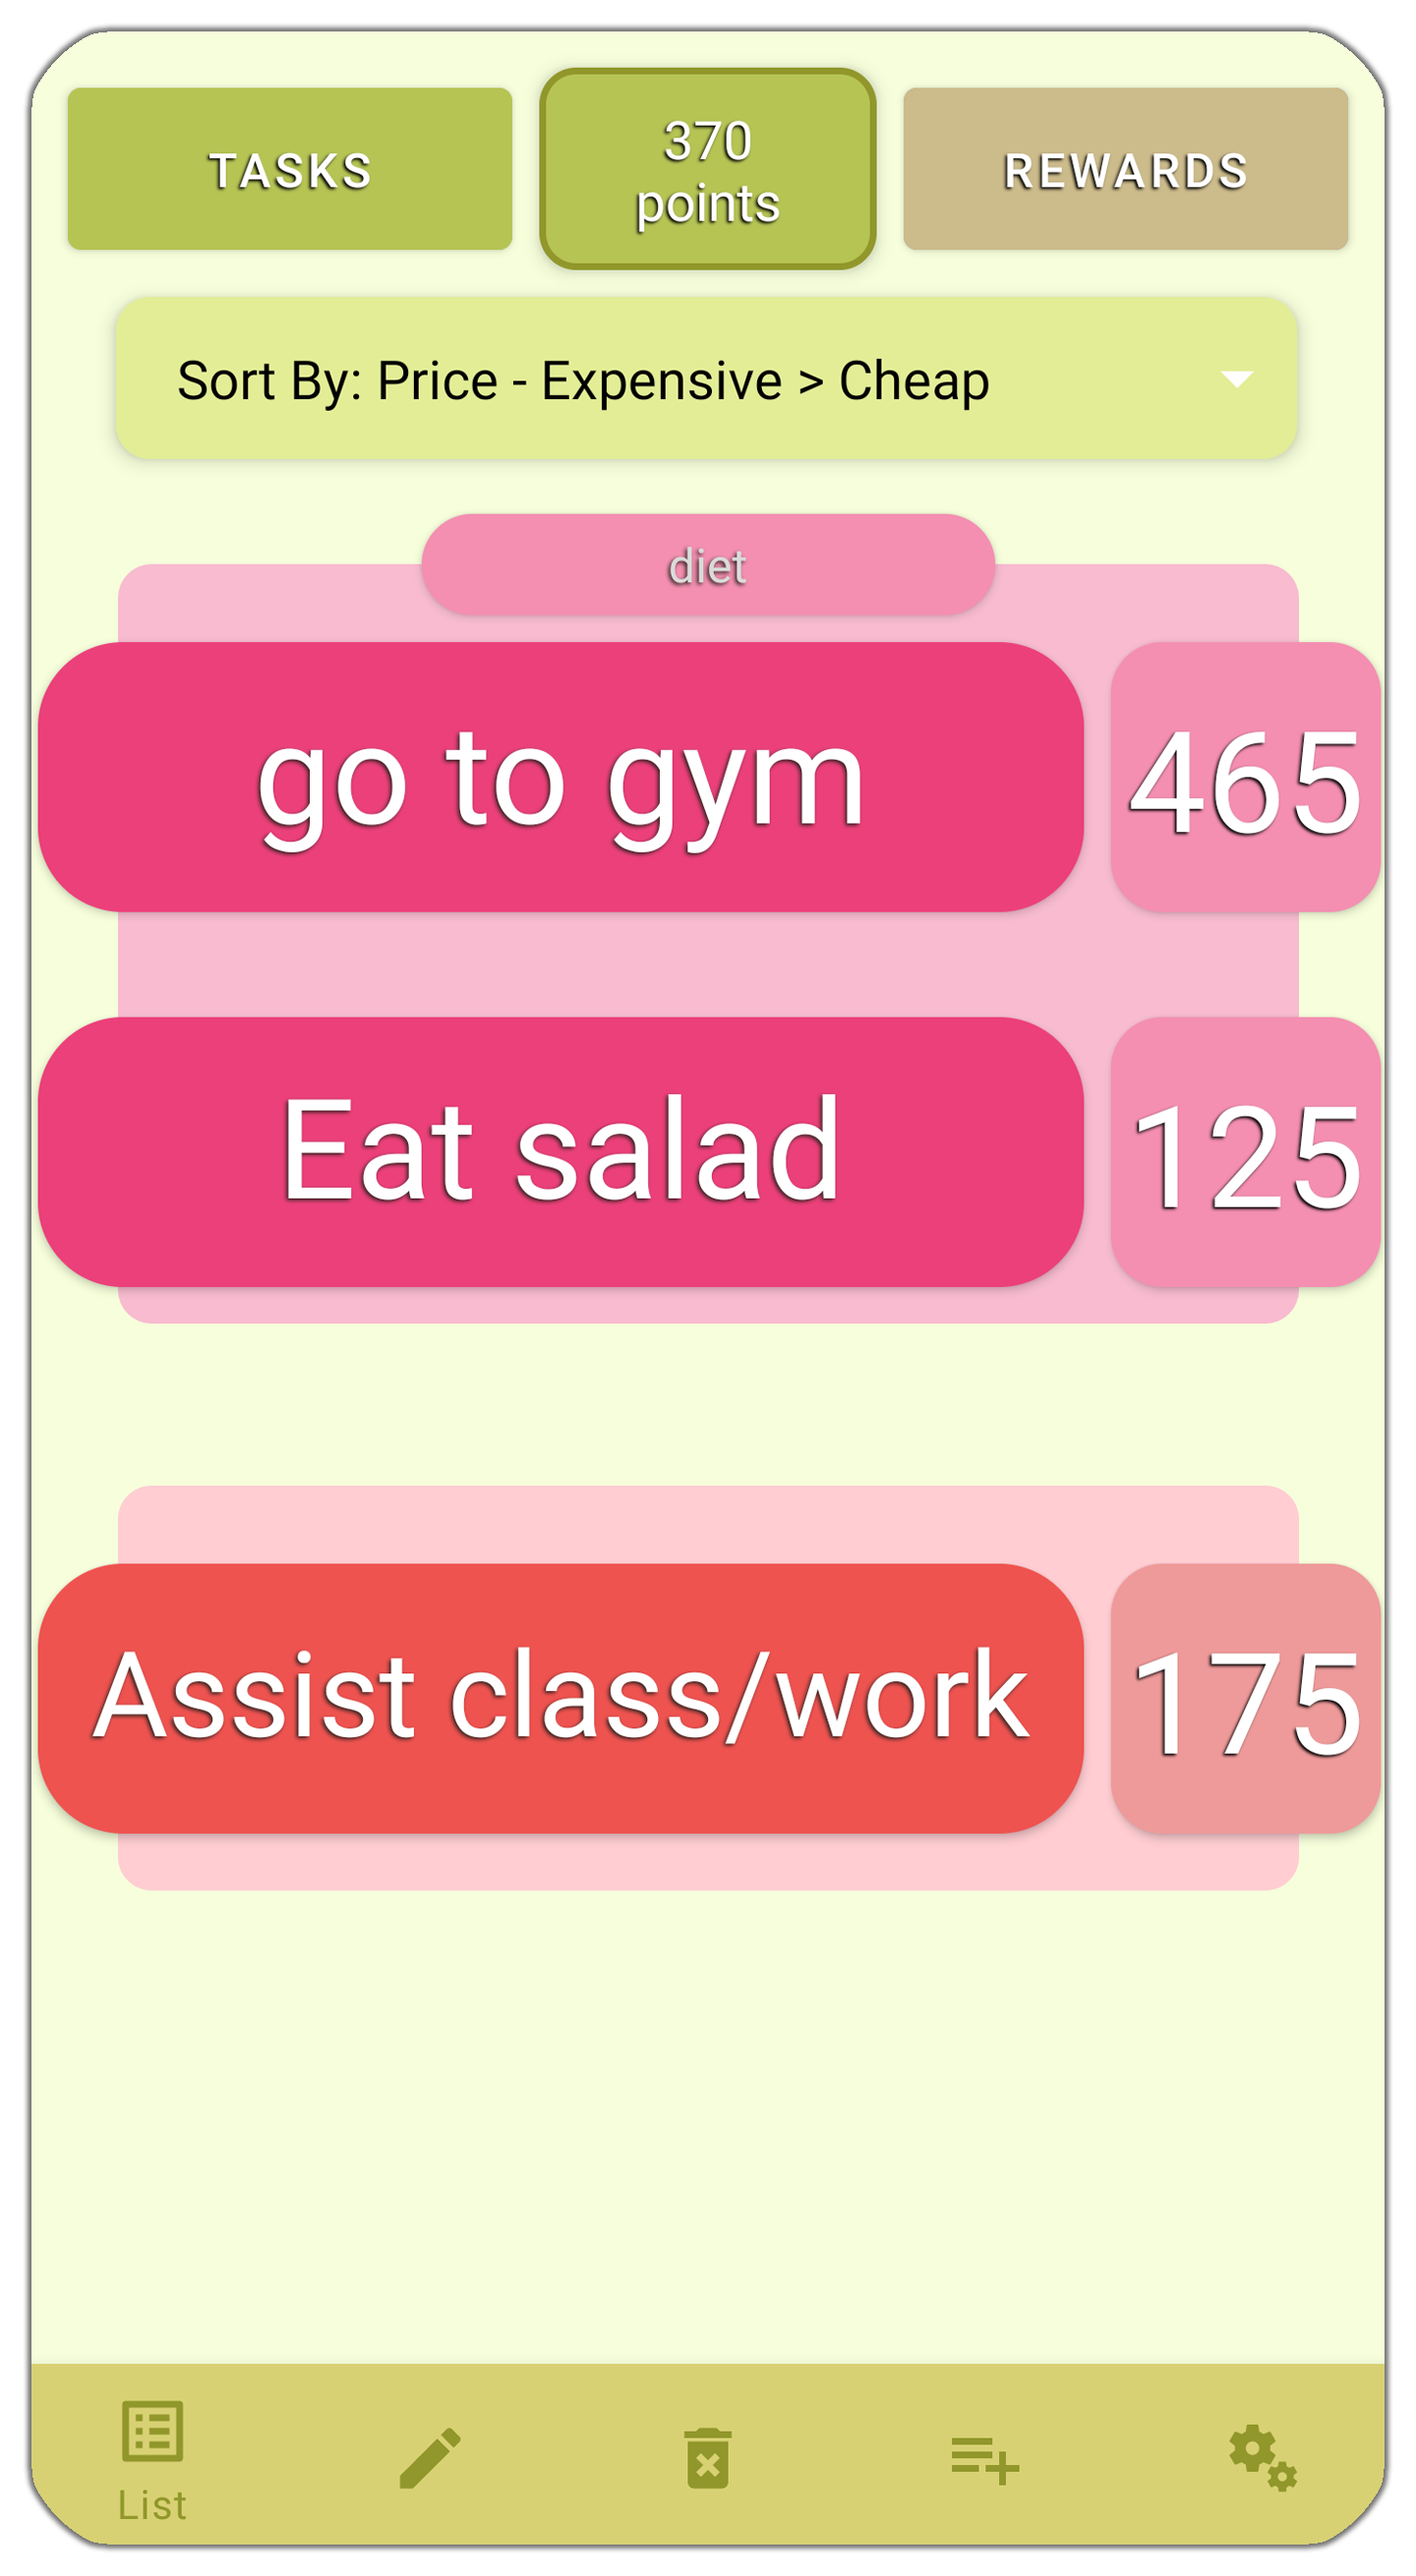 TASKS
370
points
REWARDS
Sort By: Price - Expensive > Cheap
diet
go to gym
465
Eat salad
125
Assist class/work
175
List